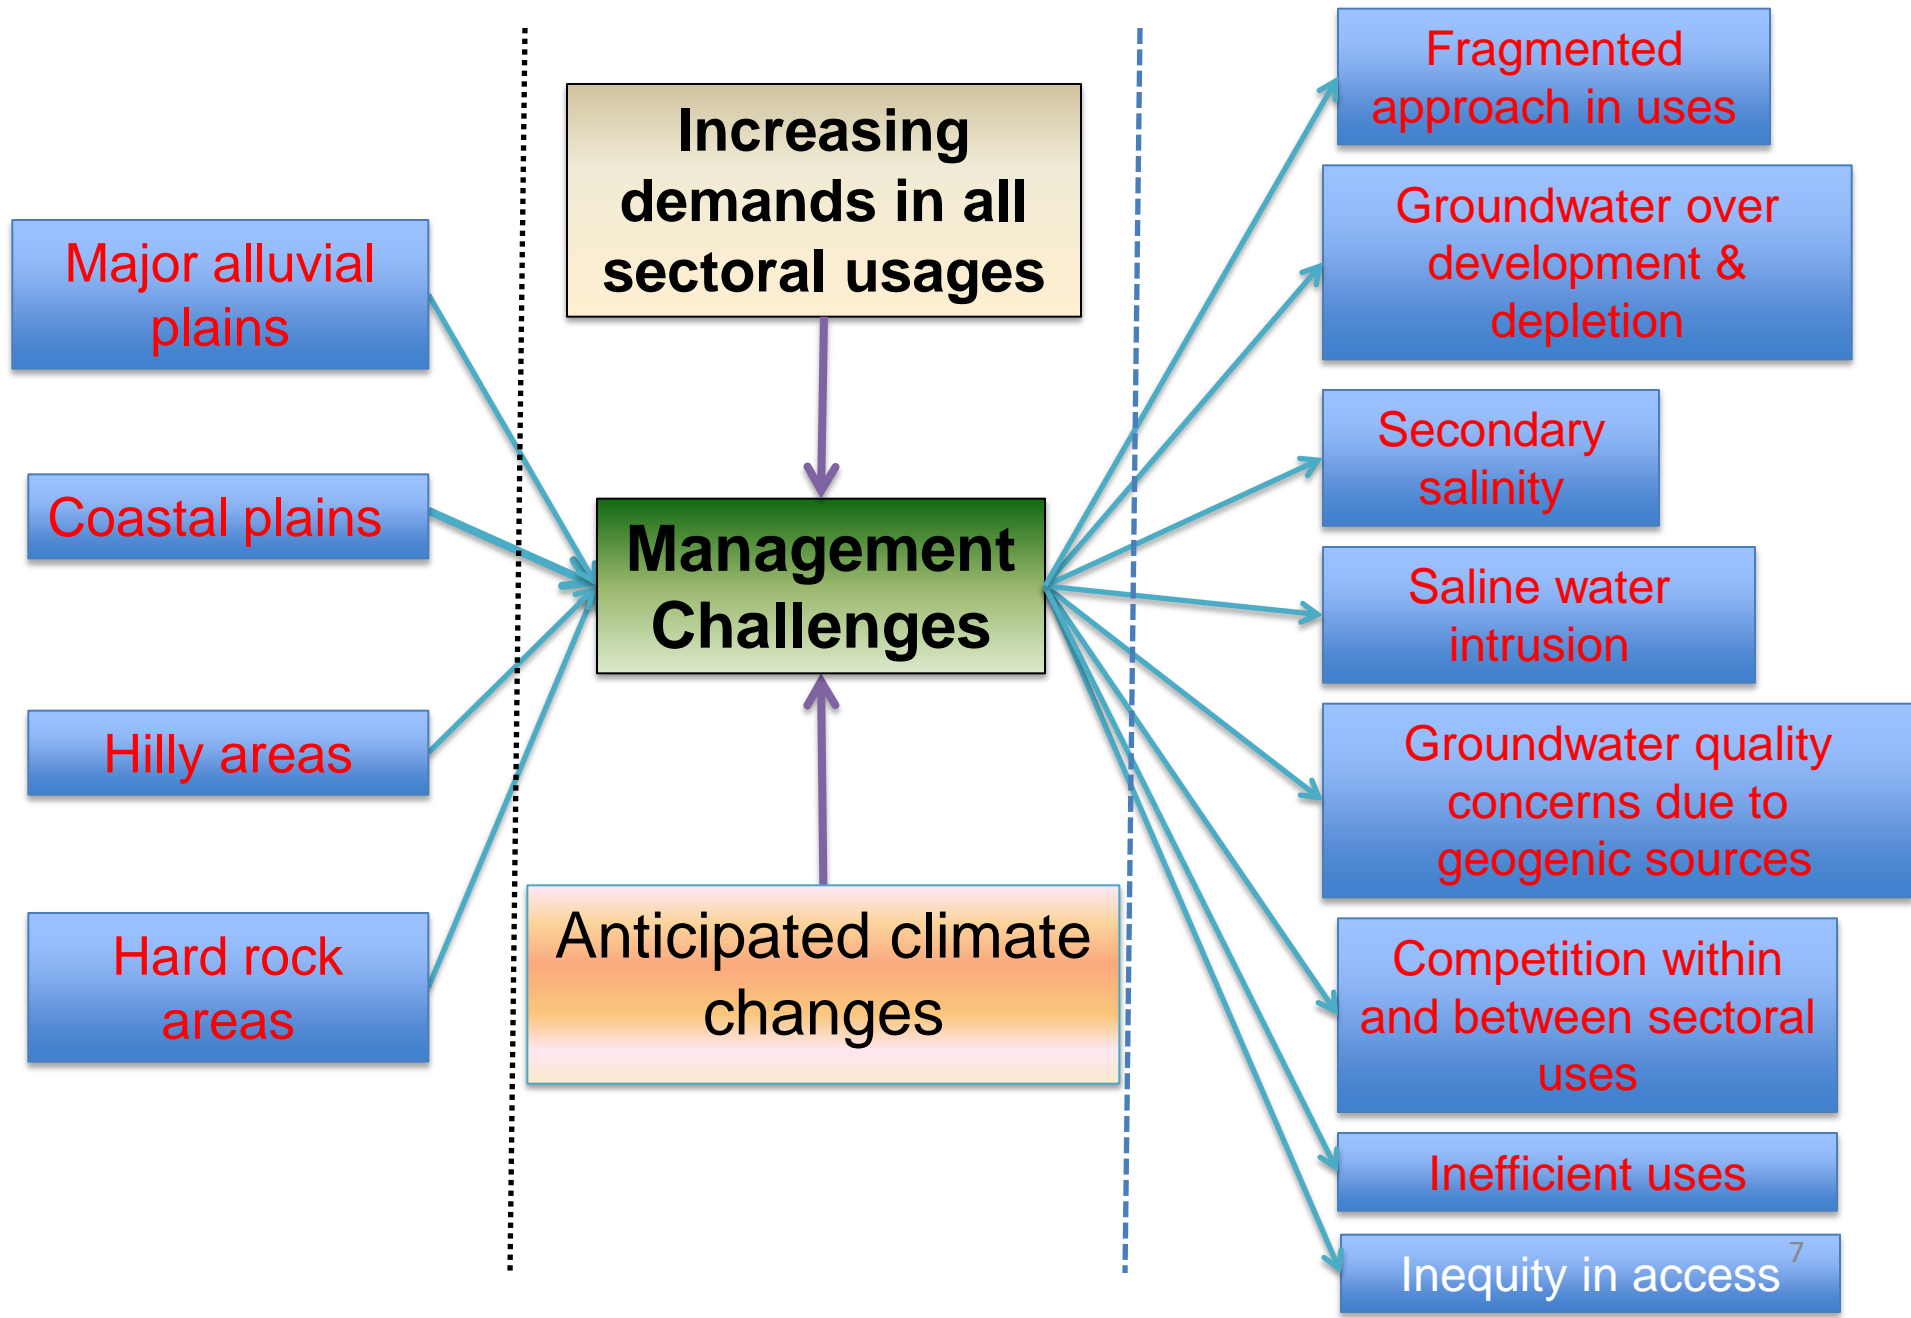 Major alluvial
plains
Coastal plains
Hilly areas
Hard rock
areas
Increasing
demands in all
sectoral usages
Management
Challenges
Anticipated climate
changes
Fragmented
approach in uses
Groundwater over
development &
depletion
Secondary
salinity
Saline water
intrusion
Groundwater quality
concerns due to
geogenic sources
Competition within
and between sectoral
uses
Inefficient uses
Inequity in access
7